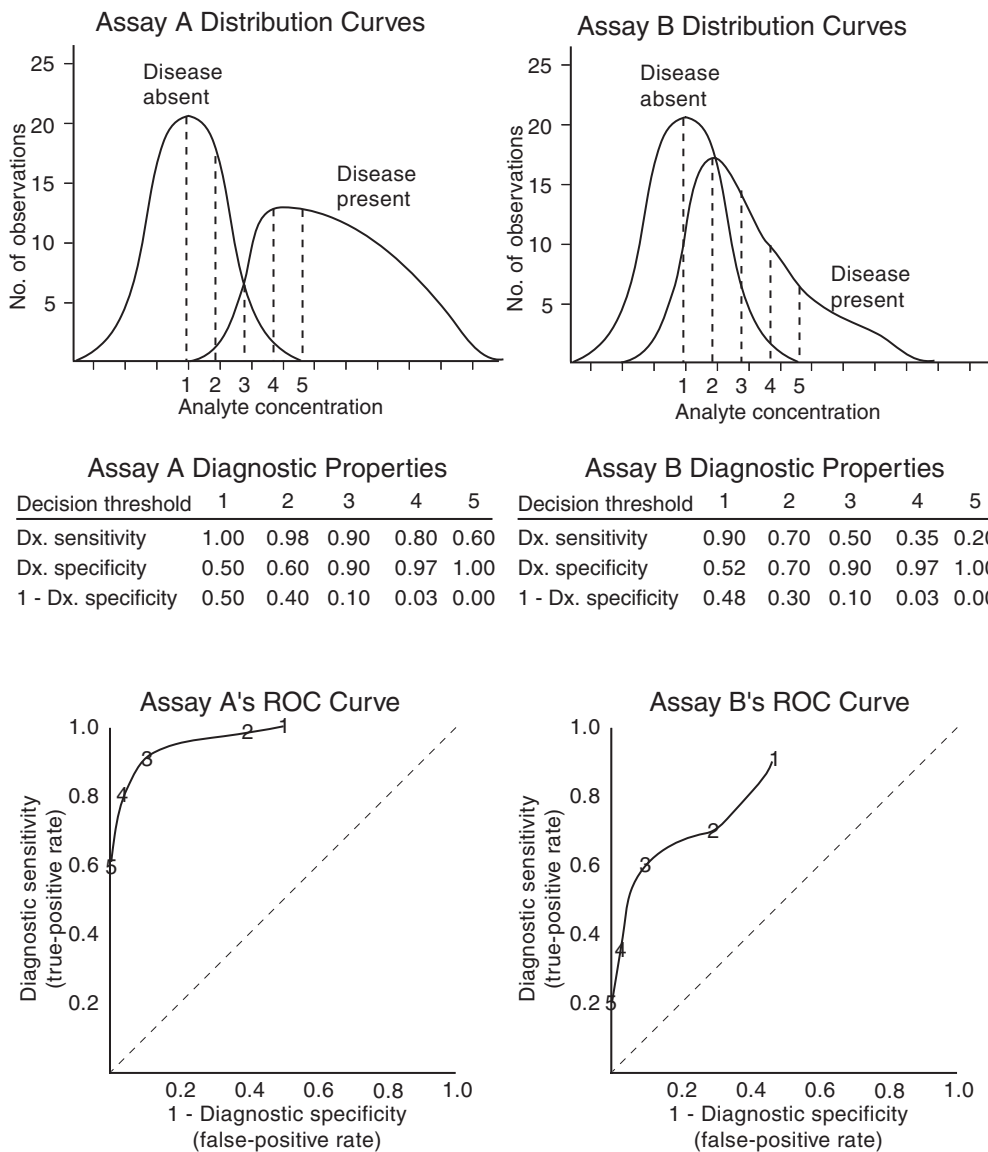 Assay A Distribution Curves
25
20
15
10
5
No. of observations
Disease
absent
Disease
present
1 2 3 4 5
Analyte concentration
Assay B Distribution Curves
25
20
15
10
5
No. of observations
Disease
absent
Disease
present
1 2 3 4 5
Analyte concentration
Assay A Diagnostic Properties
Decision threshold 1 2 3 4 5
Dx. sensitivity 1.00 0.98 0.90 0.80 0.60
Dx. specificity 0.50 0.60 0.90 0.97 1.00
1 - Dx. specificity 0.50 0.40 0.10 0.03 0.00
Assay B Diagnostic Properties
Decision threshold 1 2 3 4 5
Dx. sensitivity 0.90 0.70 0.50 0.35 0.20
Dx. specificity 0.52 0.70 0.90 0.97 1.00
1 - Dx. specificity 0.48 0.30 0.10 0.03 0.00
Assay A's ROC Curve
1.0
0.8
0.6
0.4
0.2
Diagnostic sensitivity
(true-positive rate)
1
2
3
4
5
0.2 0.4 0.6 0.8 1.0
1 - Diagnostic specificity
(false-positive rate)
Assay B's ROC Curve
1.0
0.8
0.6
0.4
0.2
Diagnostic sensitivity
(true-positive rate)
1
2
3
4
5
0.2 0.4 0.6 0.8 1.0
1 - Diagnostic specificity
(false-positive rate)